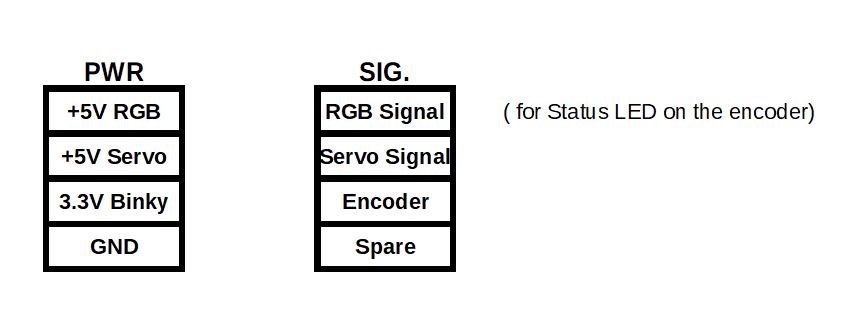 PWR
+5V RGB
+5V Servo
3.3V Binky
GND
SIG.
RGB Signal
Servo Signal
Encoder
Spare
( for Status LED on the encoder)